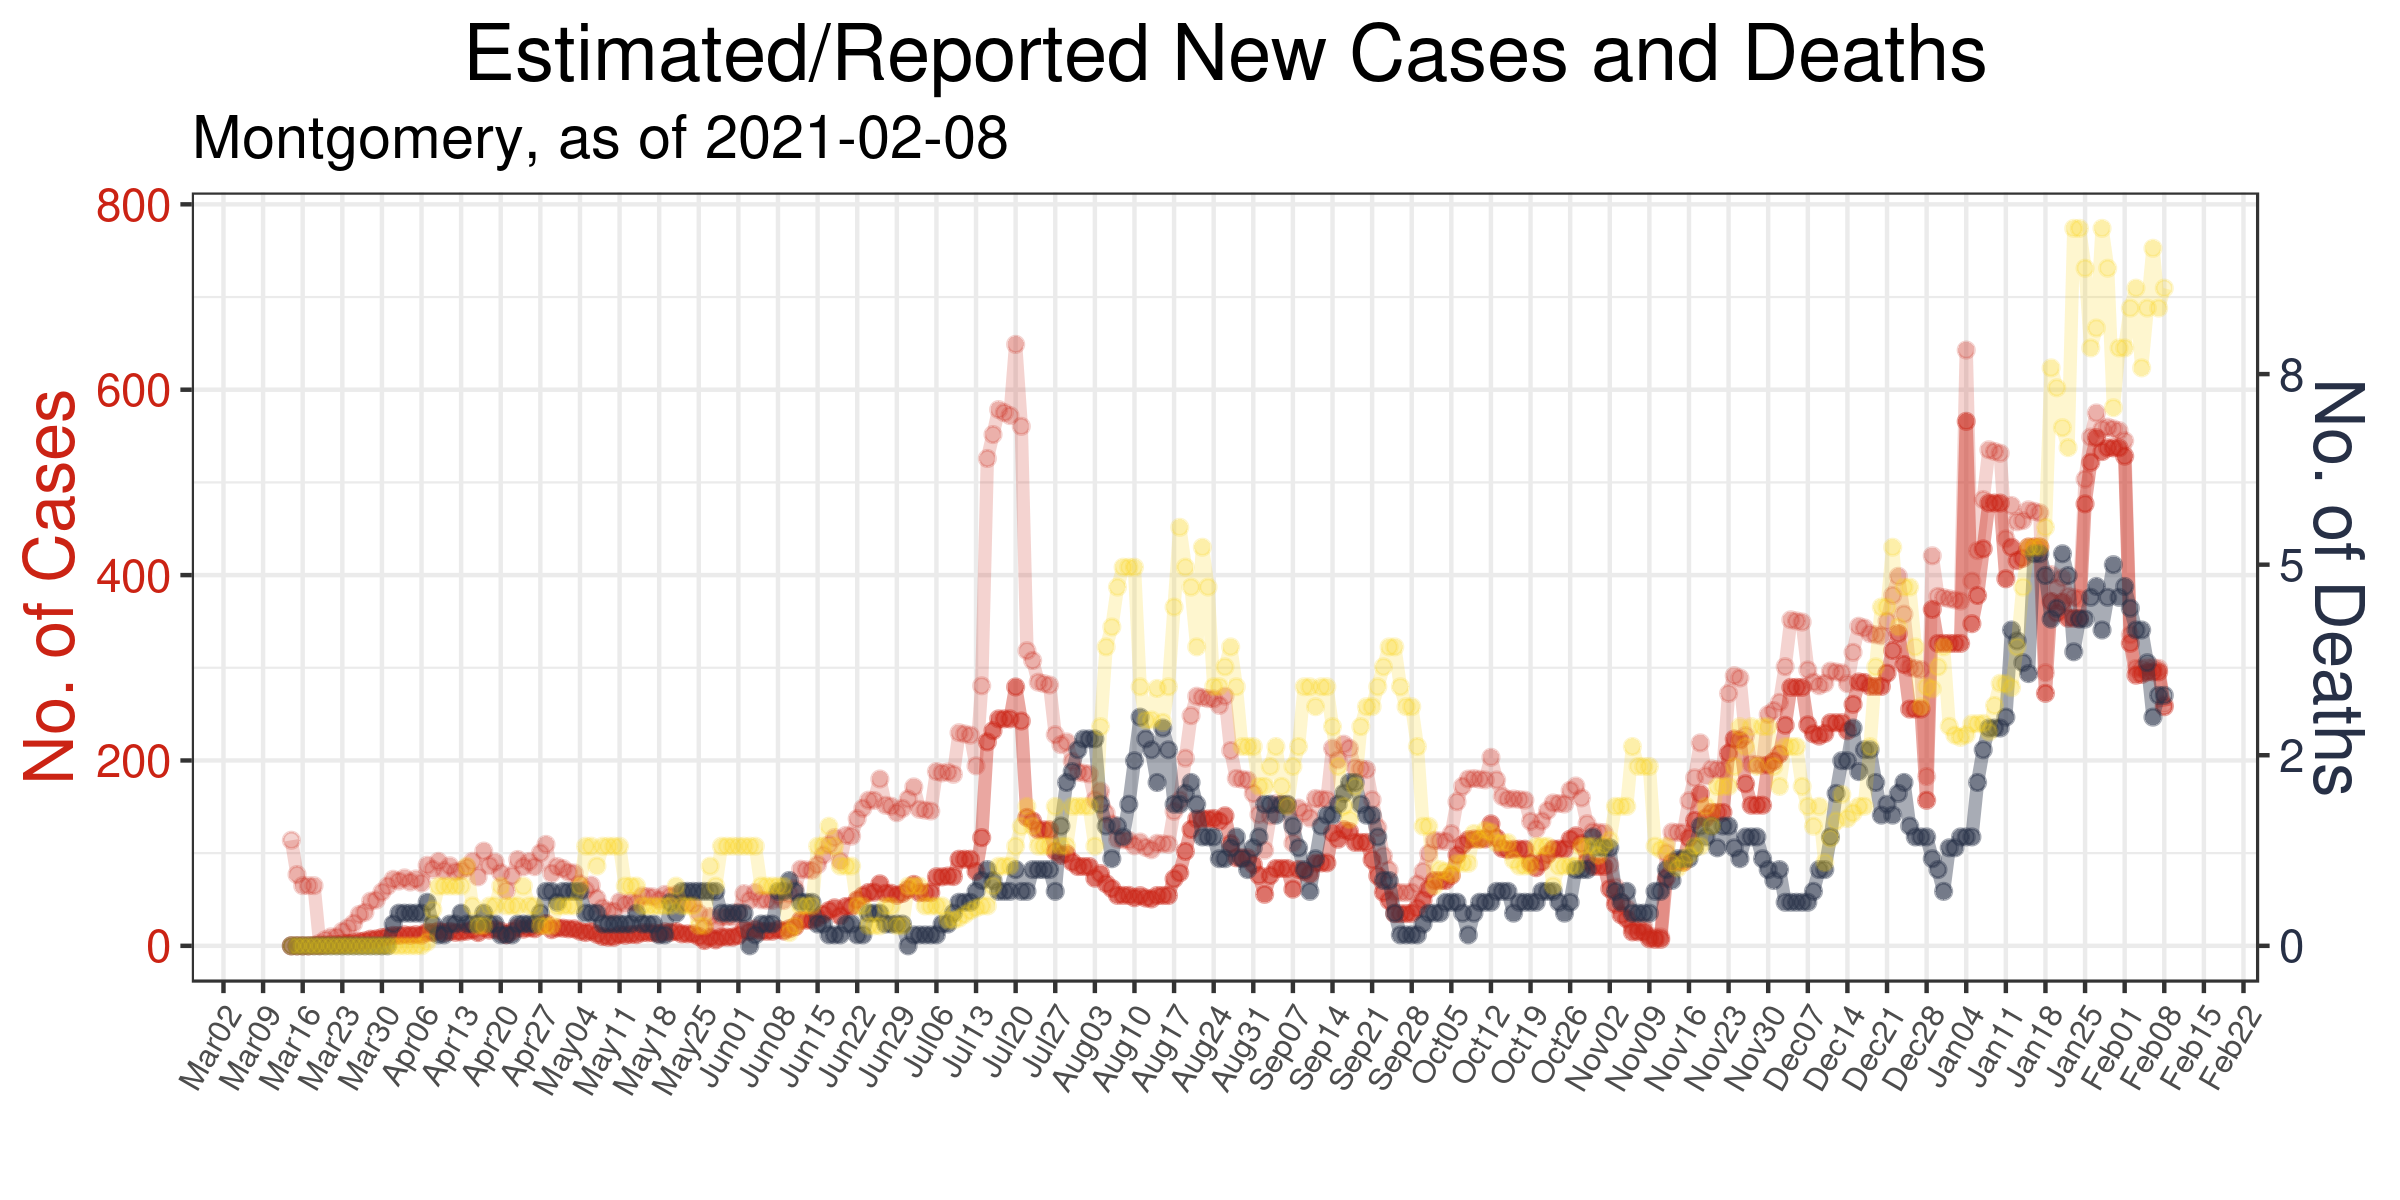 Estimated/Reported New Cases and Deaths
Montgomery, as of 2021-02-08
No. of Cases
800
600
400
200
0
8
5
2
0
No. of Deaths
Mar02
Mar09
Mar16
Mar23
Mar30
Apr06
Apr13
Apr20
Apr27
May04
May11
May18
May25
Jun01
Jun08
Jun15
Jun22
Jun29
Jul06
Jul13
Jul20
Jul27
Aug03
Aug10
Aug17
Aug24
Aug31
Sep07
Sep14
Sep21
Sep28
Oct05
Oct12
Oct19
Oct26
Nov02
Nov09
Nov16
Nov23
Nov30
Dec07
Dec14
Dec21
Dec28
Jan04
Jan11
Jan18
Jan25
Feb01
Feb08
Feb15
Feb22